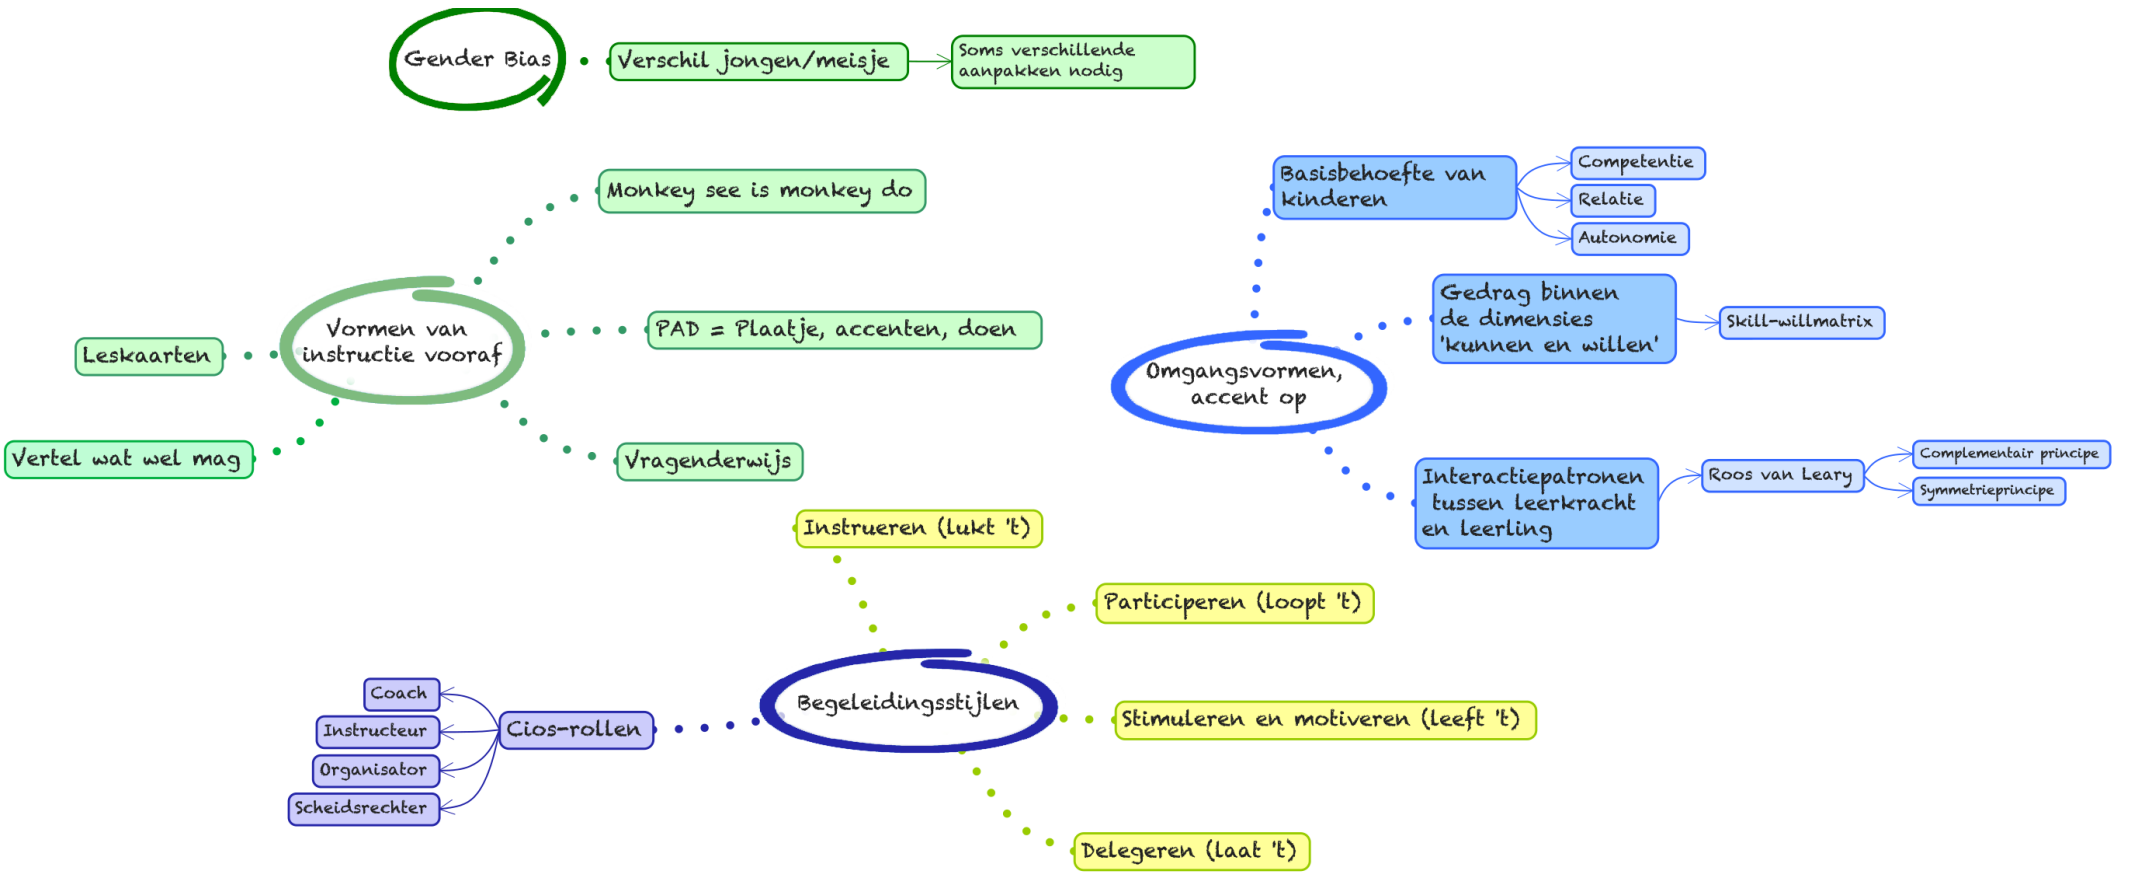 Gender Bias
Verschil jongen/meisje
Soms verschillende
aanpakken nodig
Vormen van
instructie vooraf
Monkey see is monkey do
PAD = Plaatje, accenten, doen
Vragenderwijs
Leskaarten
Vertel wat wel mag
Omgangsvormen,
accent op
Basisbehoefte van
kinderen
Competentie
Relatie
Autonomie
Gedrag binnen
de dimensies
'kunnen en willen'
Skill-willmatrix
Interactiepatronen
tussen leerkracht
en leerling
Roos van Leary
Complementair principe
Symmetrieprincipe
Begeleidingsstijlen
Instrueren (lukt 't)
Participeren (loopt 't)
Stimuleren en motiveren (leeft 't)
Delegeren (laat 't)
Cios-rollen
Coach
Instructeur
Organisator
Scheidsrechter